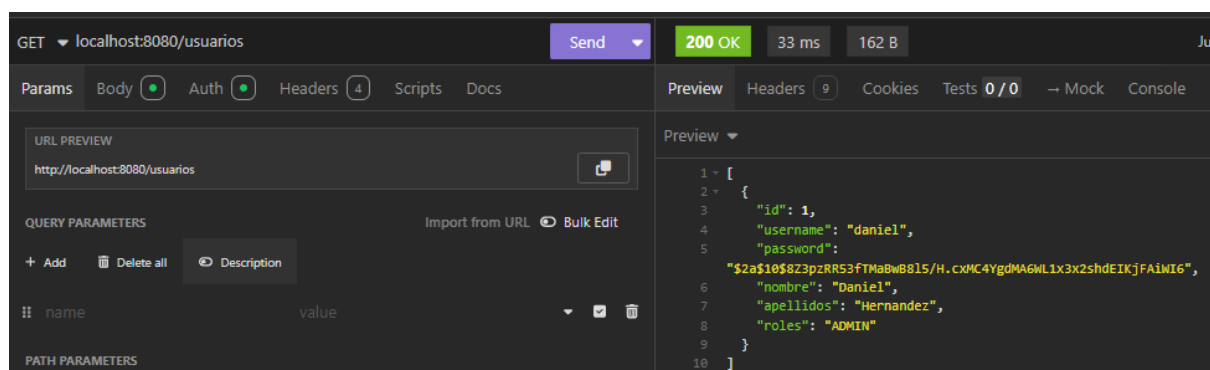 GET localhost:8080/usuarios Send
200 OK 33 ms 162 B
Params Body Auth Headers 4 Scripts Docs
Preview Headers 9 Cookies Tests 0 / 0 → Mock Console
URL PREVIEW
http://localhost:8080/usuarios
QUERY PARAMETERS Import from URL Bulk Edit
+ Add Delete all Description
name value
PATH PARAMETERS
Preview
1 [
2 {
3 "id": 1,
4 "username": "daniel",
5 "password":
"$2a$10$8Z3pzRR53fTMaBwB8l5/H.cxMC4YgdMA6WL1x3x2shdEIKjFAiWI6",
6 "nombre": "Daniel",
7 "apellidos": "Hernandez",
8 "roles": "ADMIN"
9 }
10 ]